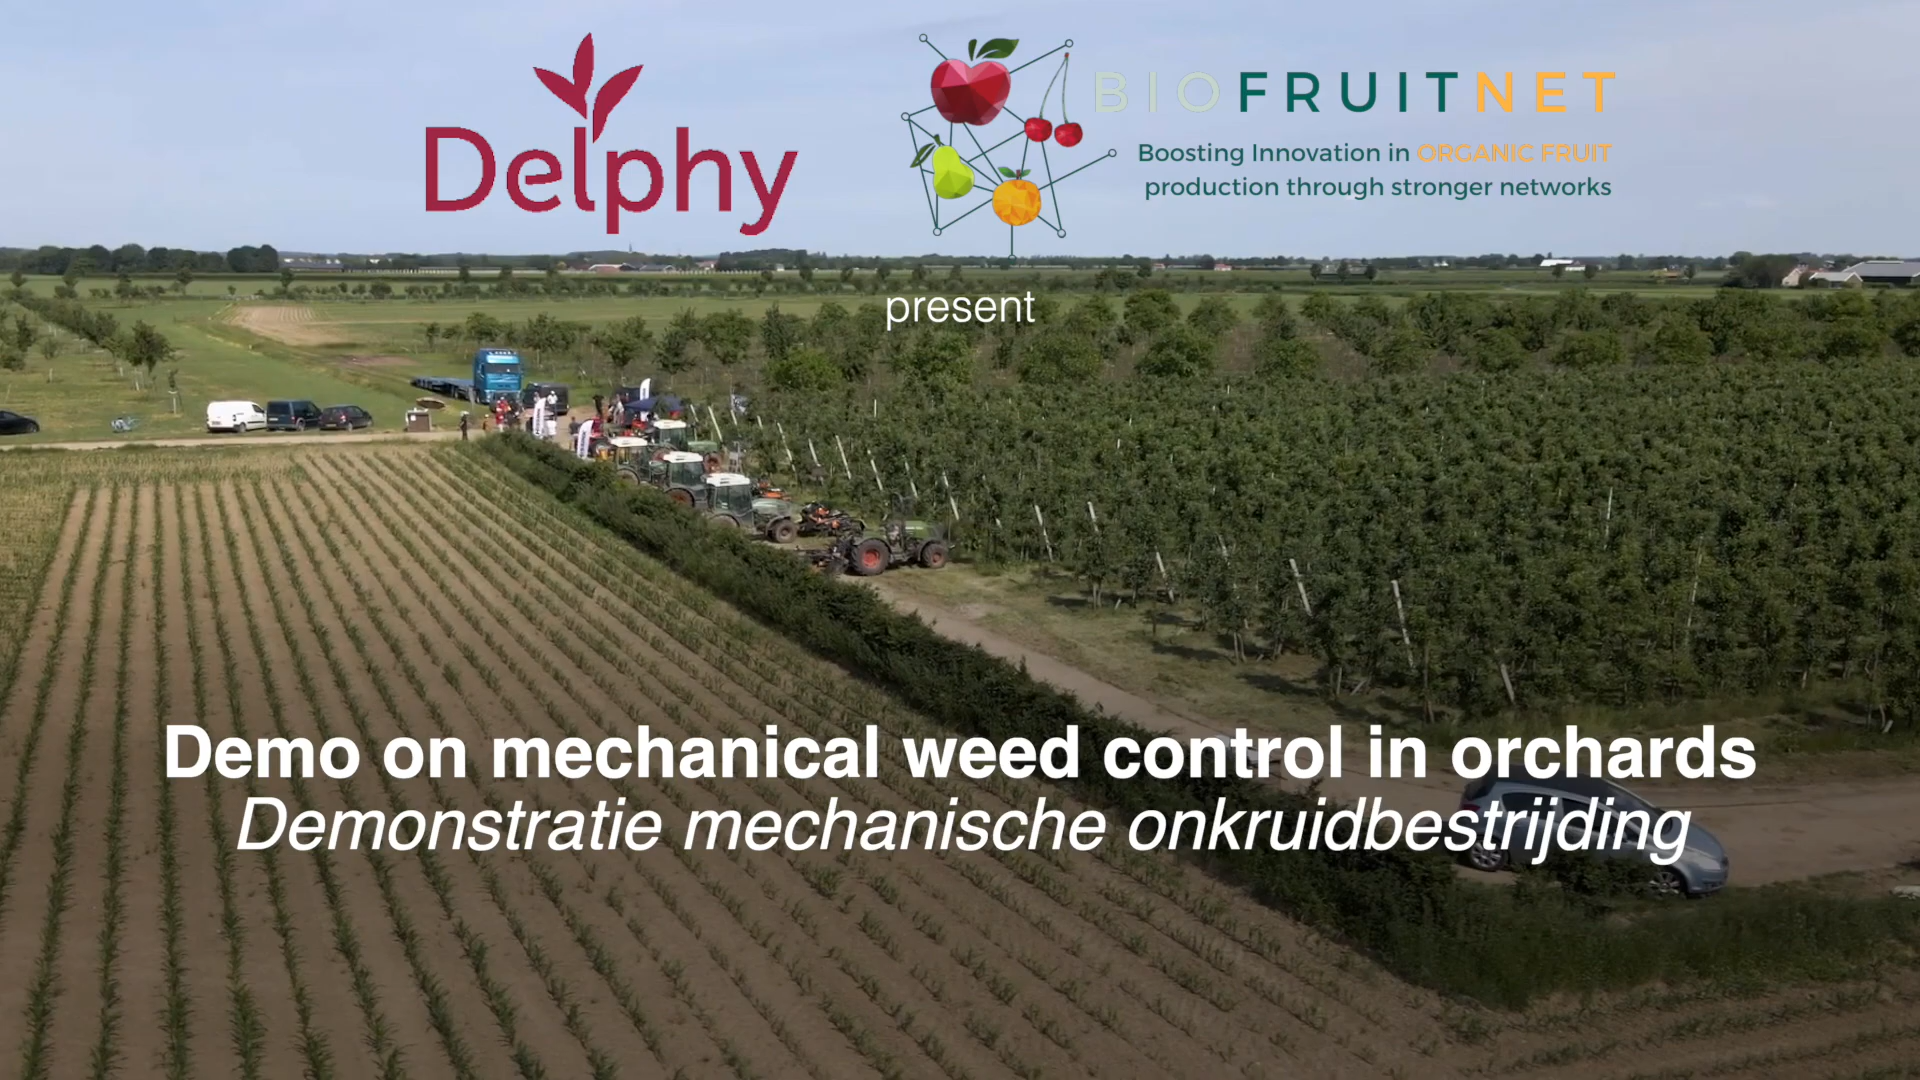 Delphy
BIOFRUITNET
Boosting Innovation in ORGANIC FRUIT
production through stronger networks
present
Demo on mechanical weed control in orchards
Demonstratie mechanische onkruidbestrijding